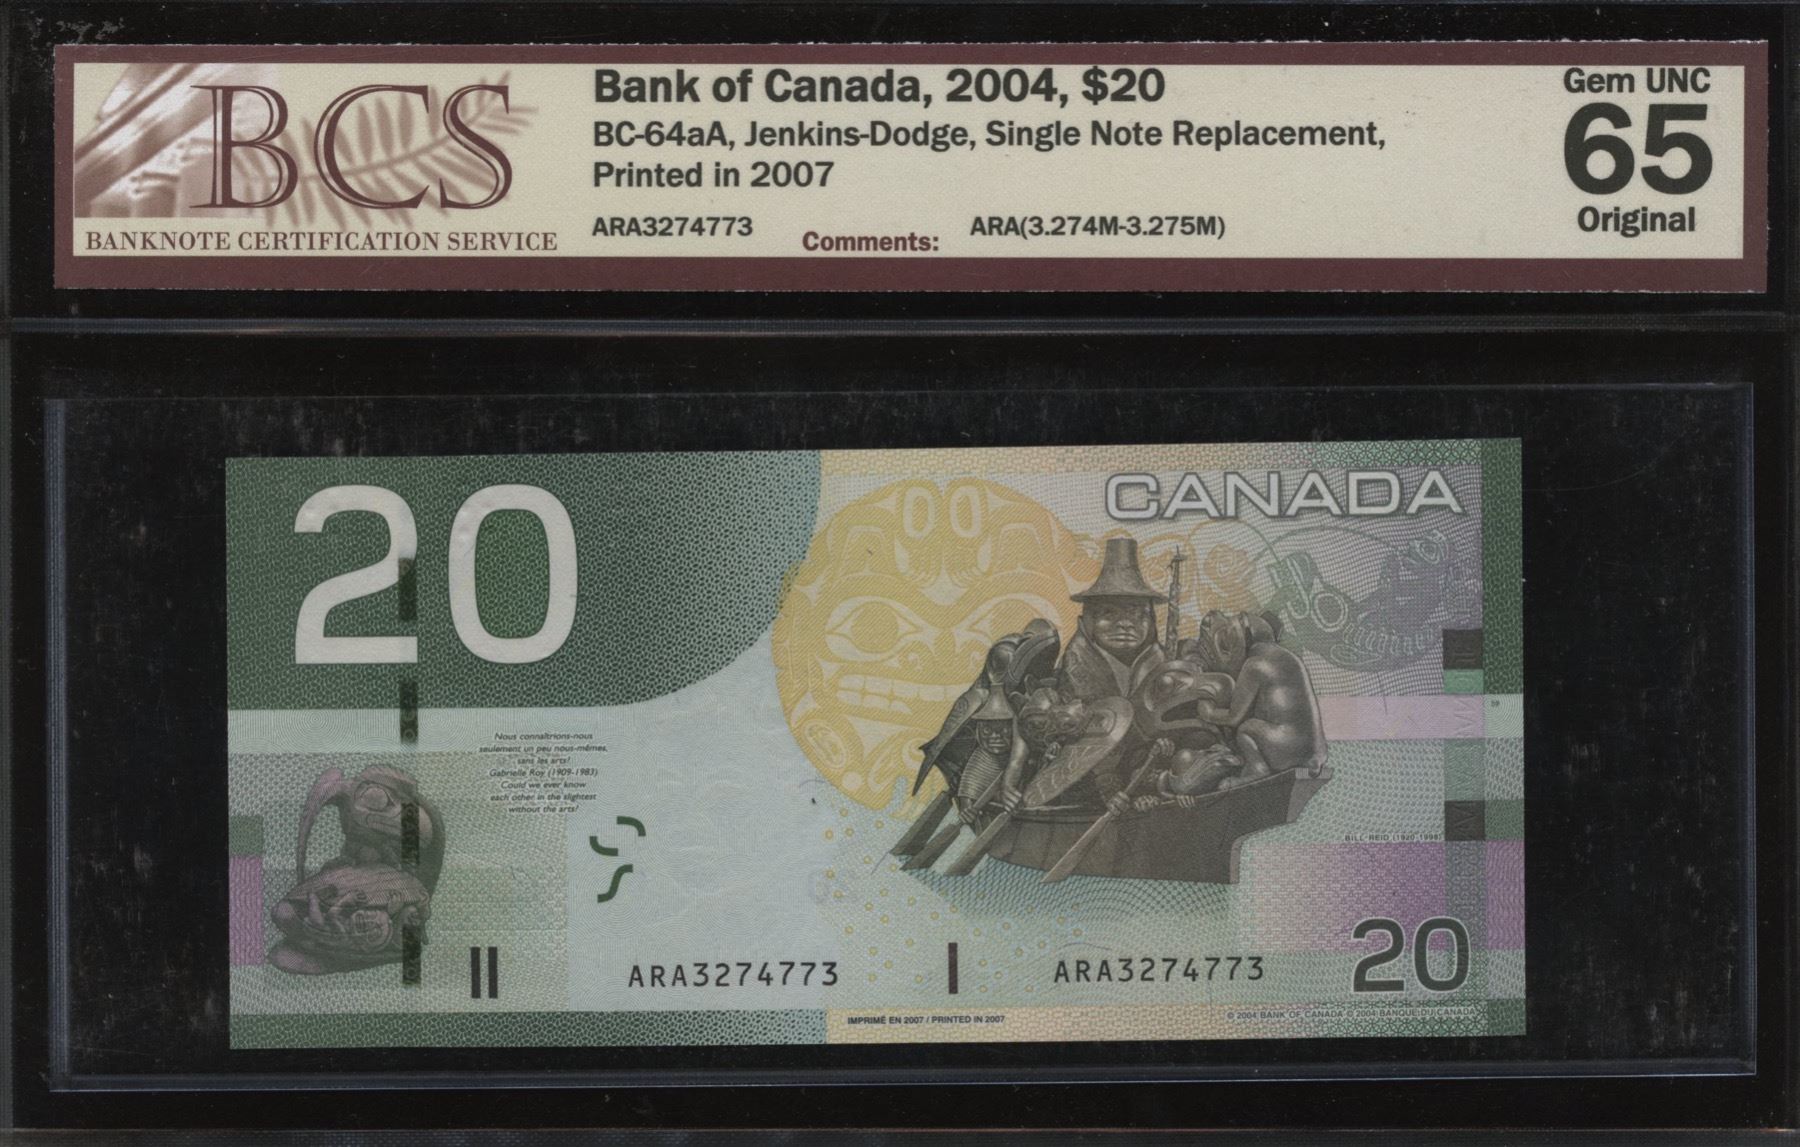 BCS
BANKNOTE CERTIFICATION SERVICE
Bank of Canada, 2004, $20
BC-64aA, Jenkins-Dodge, Single Note Replacement,
Printed in 2007
ARA3274773
Comments:
ARA(3.274M-3.275M)
Gem UNC
65
Original
20
CANADA
Nous connaîtrions-nous
seulement un peu nous-mêmes,
sans les arts?
Gabrielle Roy (1909-1983)
Could we ever know
each other in the slightest
without the arts?
59
BILL REID (1920-1998)
ARA3274773
ARA3274773
20
IMPRIMÉ EN 2007 / PRINTED IN 2007
© 2004 BANK OF CANADA © 2004 BANQUE DU CANADA